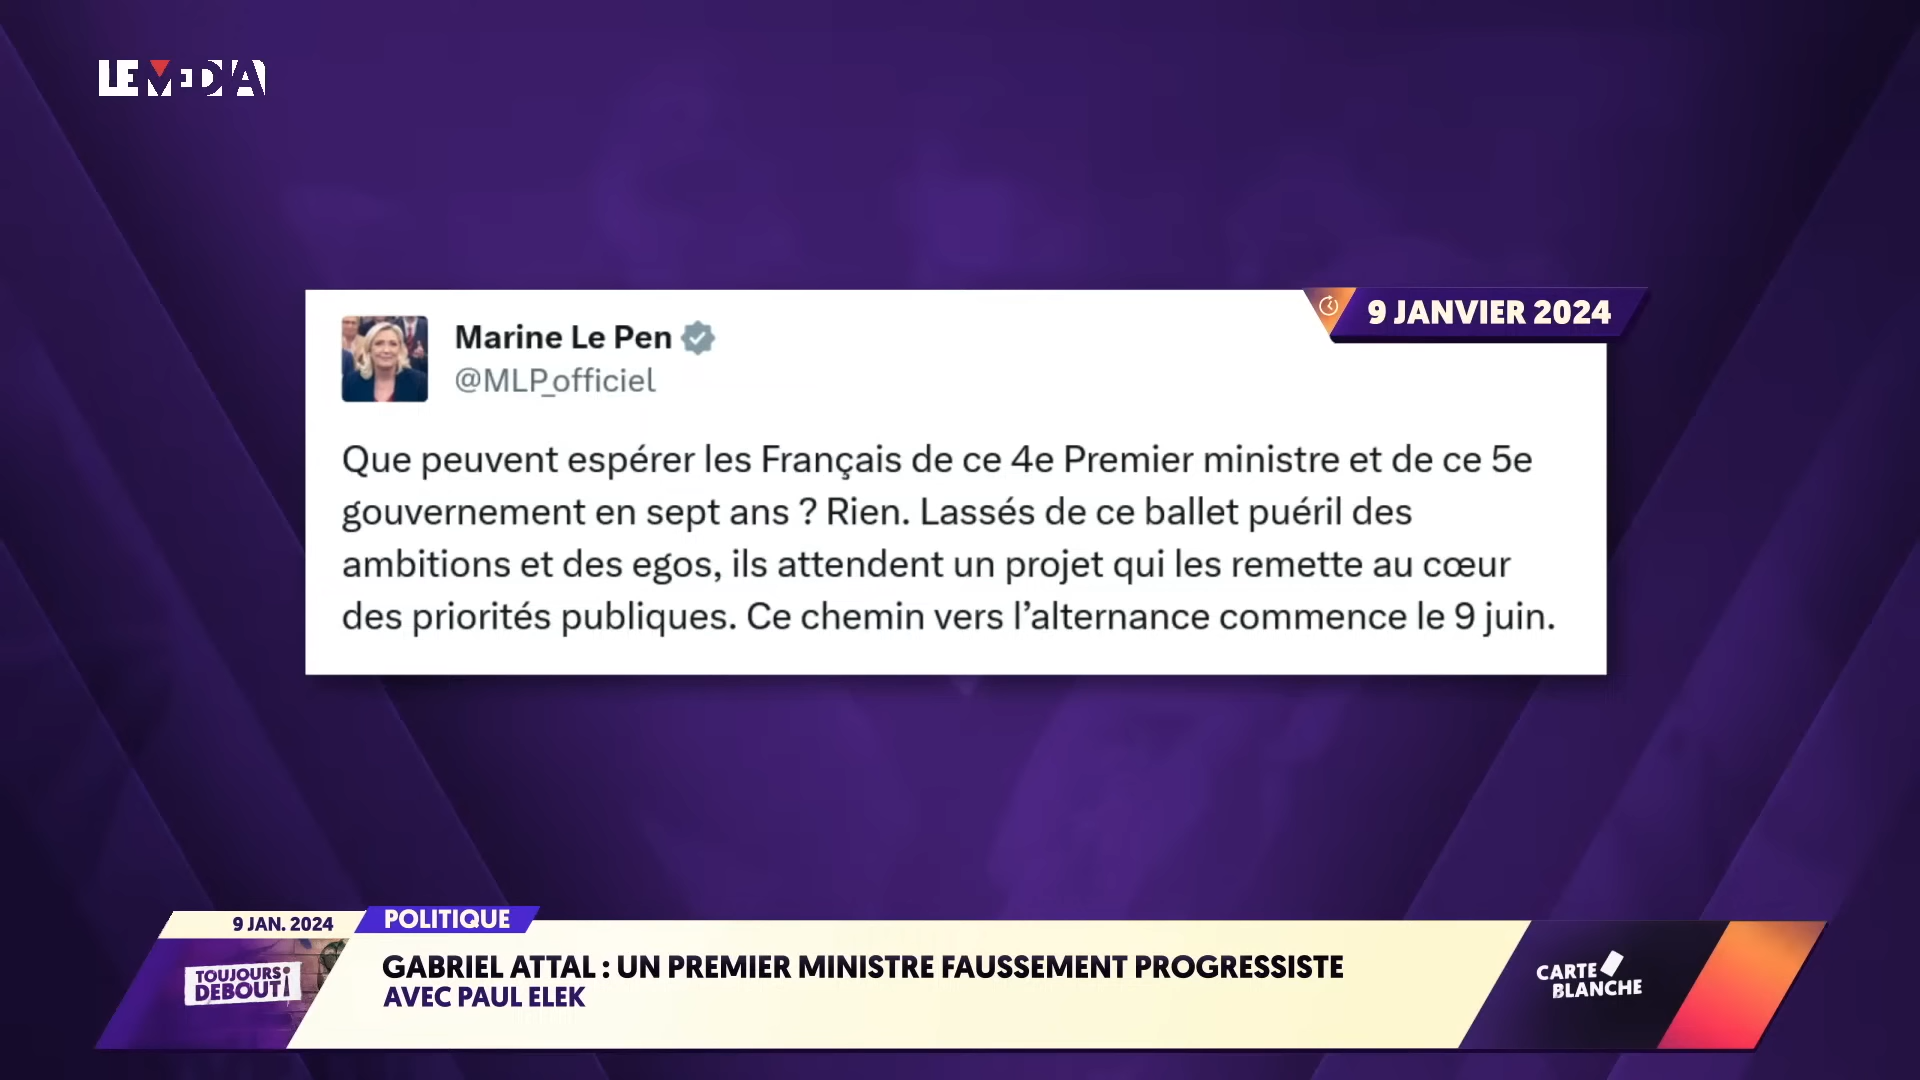 LE MEDIA
9 JANVIER 2024
Marine Le Pen
@MLP_officiel
Que peuvent espérer les Français de ce 4e Premier ministre et de ce 5e
gouvernement en sept ans ? Rien. Lassés de ce ballet puéril des
ambitions et des egos, ils attendent un projet qui les remette au cœur
des priorités publiques. Ce chemin vers l’alternance commence le 9 juin.
9 JAN. 2024
POLITIQUE
TOUJOURS
DEBOUT!
GABRIEL ATTAL : UN PREMIER MINISTRE FAUSSEMENT PROGRESSISTE
AVEC PAUL ELEK
CARTE
BLANCHE